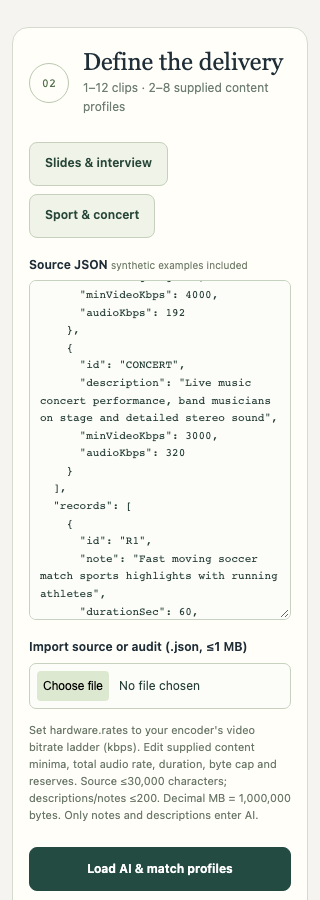 02
Define the delivery
1–12 clips · 2–8 supplied content
profiles
Slides & interview
Sport & concert
Source JSON synthetic examples included
"minVideoKbps": 4000,
"audioKbps": 192
},
{
"id": "CONCERT",
"description": "Live music
concert performance, band musicians
on stage and detailed stereo sound",
"minVideoKbps": 3000,
"audioKbps": 320
}
],
"records": [
{
"id": "R1",
"note": "Fast moving soccer
match sports highlights with running
athletes",
"durationSec": 60,
Import source or audit (.json, ≤1 MB)
Choose file No file chosen
Set hardware.rates to your encoder's video
bitrate ladder (kbps). Edit supplied content
minima, total audio rate, duration, byte cap and
reserves. Source ≤30,000 characters;
descriptions/notes ≤200. Decimal MB = 1,000,000
bytes. Only notes and descriptions enter AI.
Load AI & match profiles